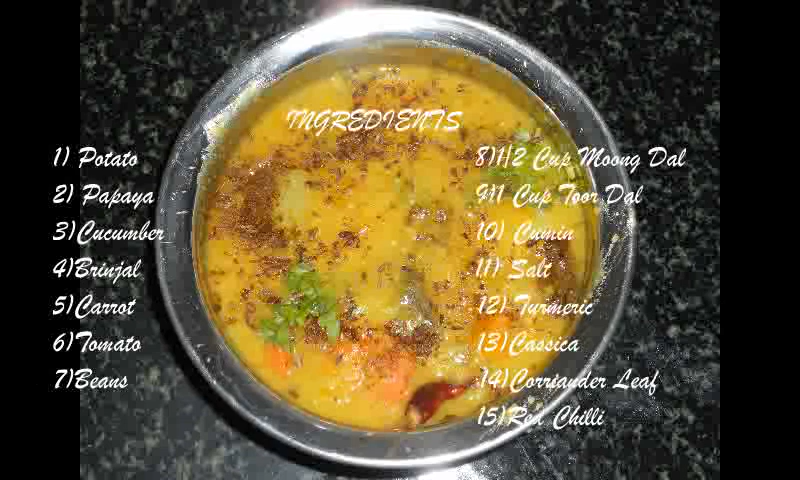 INGREDIENTS
1) Potato
2) Papaya
3)Cucumber
4)Brinjal
5)Carrot
6)Tomato
7)Beans
8)1/2 Cup Moong Dal
9)1 Cup Toor Dal
10) Cumin
11) Salt
12) Turmeric
13)Cassica
14)Corriander Leaf
15)Red Chilli